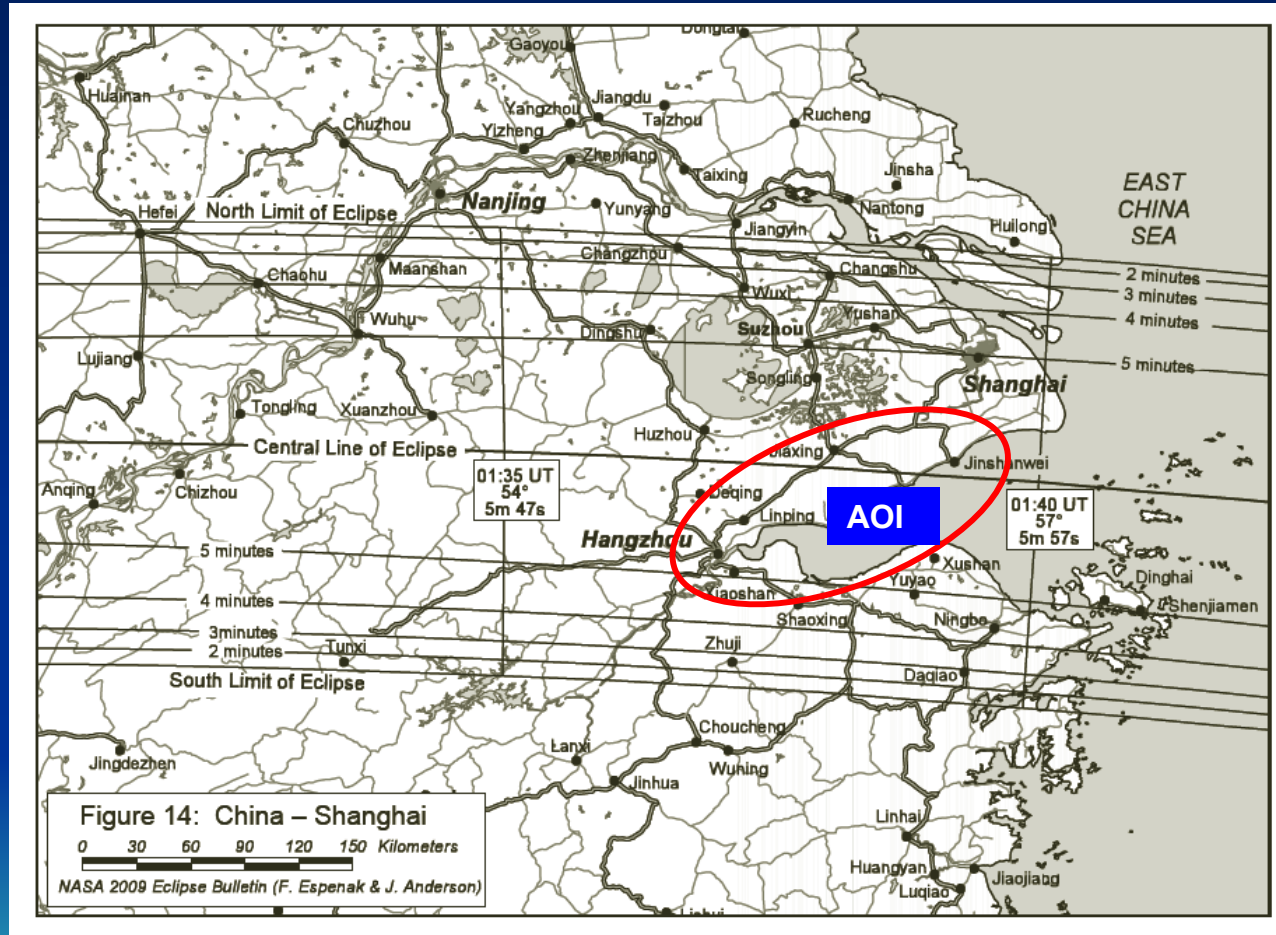 Dongtai
Gaoyou
Huainan
Jiangdu
Yangzhou
Taizhou
Rucheng
Chuzhou
Yizheng
Zhenjiang
Taixing
Jinsha
EAST
CHINA
SEA
Nanjing
Yunyang
Nantong
Hefei
North Limit of Eclipse
Jiangyin
Huilong
Changzhou
Chaohu
Maanshan
Changshu
2 minutes
3 minutes
4 minutes
Wuxi
Wuhu
Dingshu
Suzhou
Yushan
Lujiang
5 minutes
Songling
Shanghai
Tongling
Xuanzhou
Huzhou
Central Line of Eclipse
Jiaxing
Jinshanwei
01:35 UT
54°
5m 47s
Anqing
Chizhou
Deqing
Linping
AOI
01:40 UT
57°
5m 57s
Hangzhou
5 minutes
Xushan
Dinghai
Xiaoshan
Yuyao
Shenjiamen
4 minutes
Shaoxing
Ningbo
3minutes
2 minutes
Tunxi
Zhuji
South Limit of Eclipse
Daqiao
Choucheng
Jingdezhen
Lanxi
Wuning
Jinhua
Linhai
Huangyan
Jiaojiang
Luqiao
Figure 14: China – Shanghai
0 30 60 90 120 150 Kilometers
NASA 2009 Eclipse Bulletin (F. Espenak & J. Anderson)